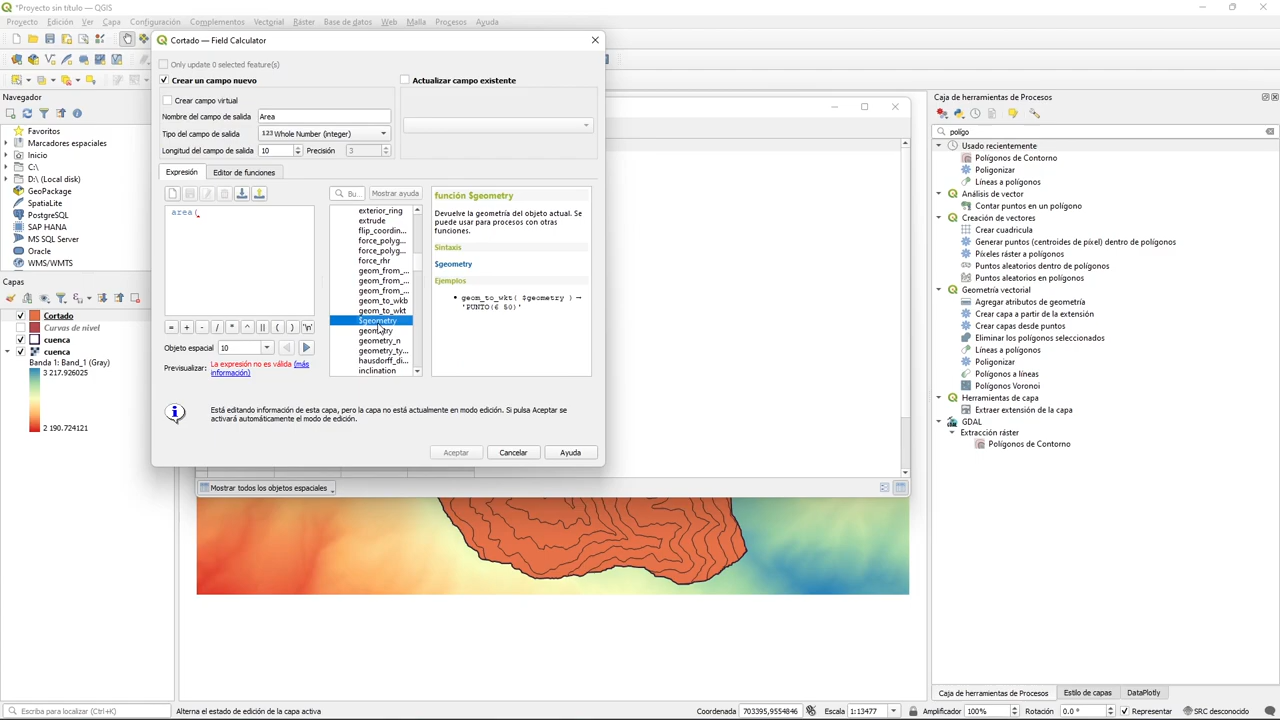 *Proyecto sin título — QGIS
Proyecto Edición Ver Capa Configuración Complementos Vectorial Ráster Base de datos Web Malla Procesos Ayuda
Cortado — Field Calculator
Only update 0 selected feature(s)
Crear un campo nuevo
Actualizar campo existente
Crear campo virtual
Nombre del campo de salida Area
Tipo del campo de salida 123 Whole Number (integer)
Longitud del campo de salida 10 Precisión 3
Expresión Editor de funciones
Bu... Mostrar ayuda
area(
= + - / * ^ || ( ) '\n'
Objeto espacial 10
Previsualizar: La expresión no es válida (más información)
exterior_ring
extrude
flip_coordin...
force_polyg...
force_polyg...
force_rhr
geom_from_...
geom_from_...
geom_from_...
geom_to_wkb
geom_to_wkt
$geometry
geometry
geometry_n
geometry_ty...
hausdorff_di...
inclination
función $geometry
Devuelve la geometría del objeto actual. Se
puede usar para procesos con otras
funciones.
Sintaxis
$geometry
Ejemplos
• geom_to_wkt( $geometry ) →
'PUNTO(6 50)'
Está editando información de esta capa, pero la capa no está actualmente en modo edición. Si pulsa Aceptar se
activará automáticamente el modo de edición.
Aceptar Cancelar Ayuda
Mostrar todos los objetos espaciales
Navegador
Favoritos
Marcadores espaciales
Inicio
C:\
D:\ (Local disk)
GeoPackage
SpatiaLite
PostgreSQL
SAP HANA
MS SQL Server
Oracle
WMS/WMTS
Capas
Cortado
Curvas de nivel
cuenca
cuenca
Banda 1: Band_1 (Gray)
3 217.926025
2 190.724121
Caja de herramientas de Procesos
polígo
Usado recientemente
Polígonos de Contorno
Poligonizar
Líneas a polígonos
Análisis de vector
Contar puntos en un polígono
Creación de vectores
Crear cuadrícula
Generar puntos (centroides de píxel) dentro de polígonos
Píxeles ráster a polígonos
Puntos aleatorios dentro de polígonos
Puntos aleatorios en polígonos
Geometría vectorial
Agregar atributos de geometría
Crear capa a partir de la extensión
Crear capas desde puntos
Eliminar los polígonos seleccionados
Líneas a polígonos
Poligonizar
Polígonos a líneas
Polígonos Voronoi
Herramientas de capa
Extraer extensión de la capa
GDAL
Extracción ráster
Polígonos de Contorno
Caja de herramientas de Procesos Estilo de capas DataPlotly
Escriba para localizar (Ctrl+K) Alterna el estado de edición de la capa activa Coordenada 703395,9554846 Escala 1:13477 Amplificador 100% Rotación 0.0 ° Representar SRC desconocido